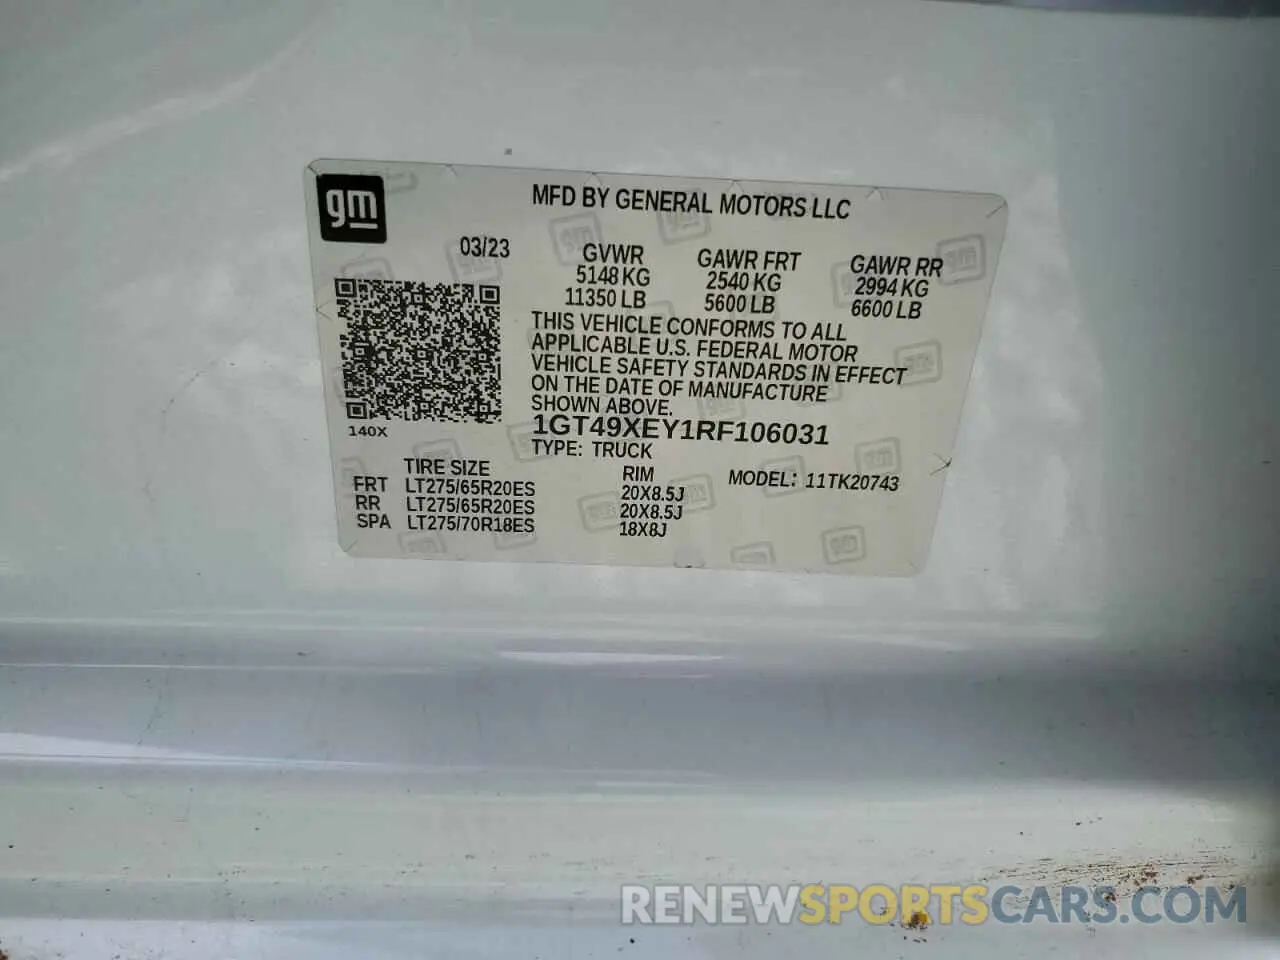 gm
MFD BY GENERAL MOTORS LLC
03/23
GVWR GAWR FRT GAWR RR
5148 KG 2540 KG 2994 KG
11350 LB 5600 LB 6600 LB
THIS VEHICLE CONFORMS TO ALL
APPLICABLE U.S. FEDERAL MOTOR
VEHICLE SAFETY STANDARDS IN EFFECT
ON THE DATE OF MANUFACTURE
SHOWN ABOVE.
140X
1GT49XEY1RF106031
TYPE: TRUCK
TIRE SIZE RIM MODEL: 11TK20743
FRT LT275/65R20ES 20X8.5J
RR LT275/65R20ES 20X8.5J
SPA LT275/70R18ES 18X8J
RENEWSPORTSCARS.COM